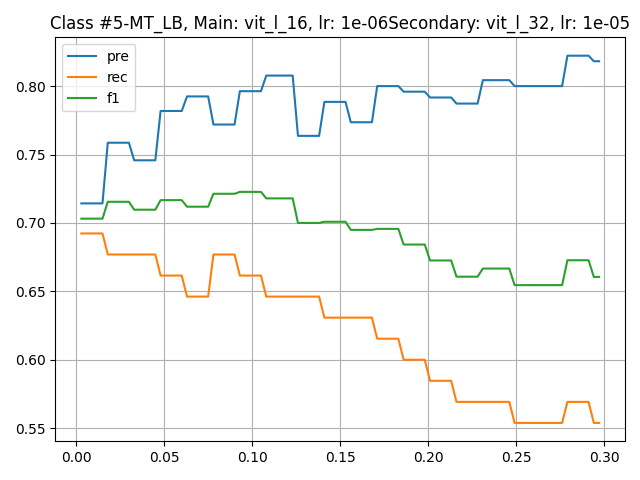 Class #5-MT_LB, Main: vit_l_16, lr: 1e-06Secondary: vit_l_32, lr: 1e-05
pre
rec
f1
0.80
0.75
0.70
0.65
0.60
0.55
0.00 0.05 0.10 0.15 0.20 0.25 0.30